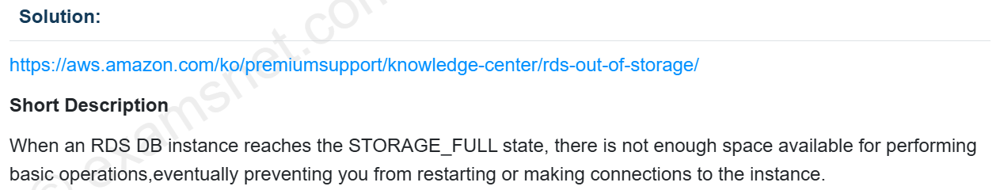 Solution:
https://aws.amazon.com/ko/premiumsupport/knowledge-center/rds-out-of-storage/
Short Description
When an RDS DB instance reaches the STORAGE_FULL state, there is not enough space available for performing
basic operations,eventually preventing you from restarting or making connections to the instance.
© examsnet.com